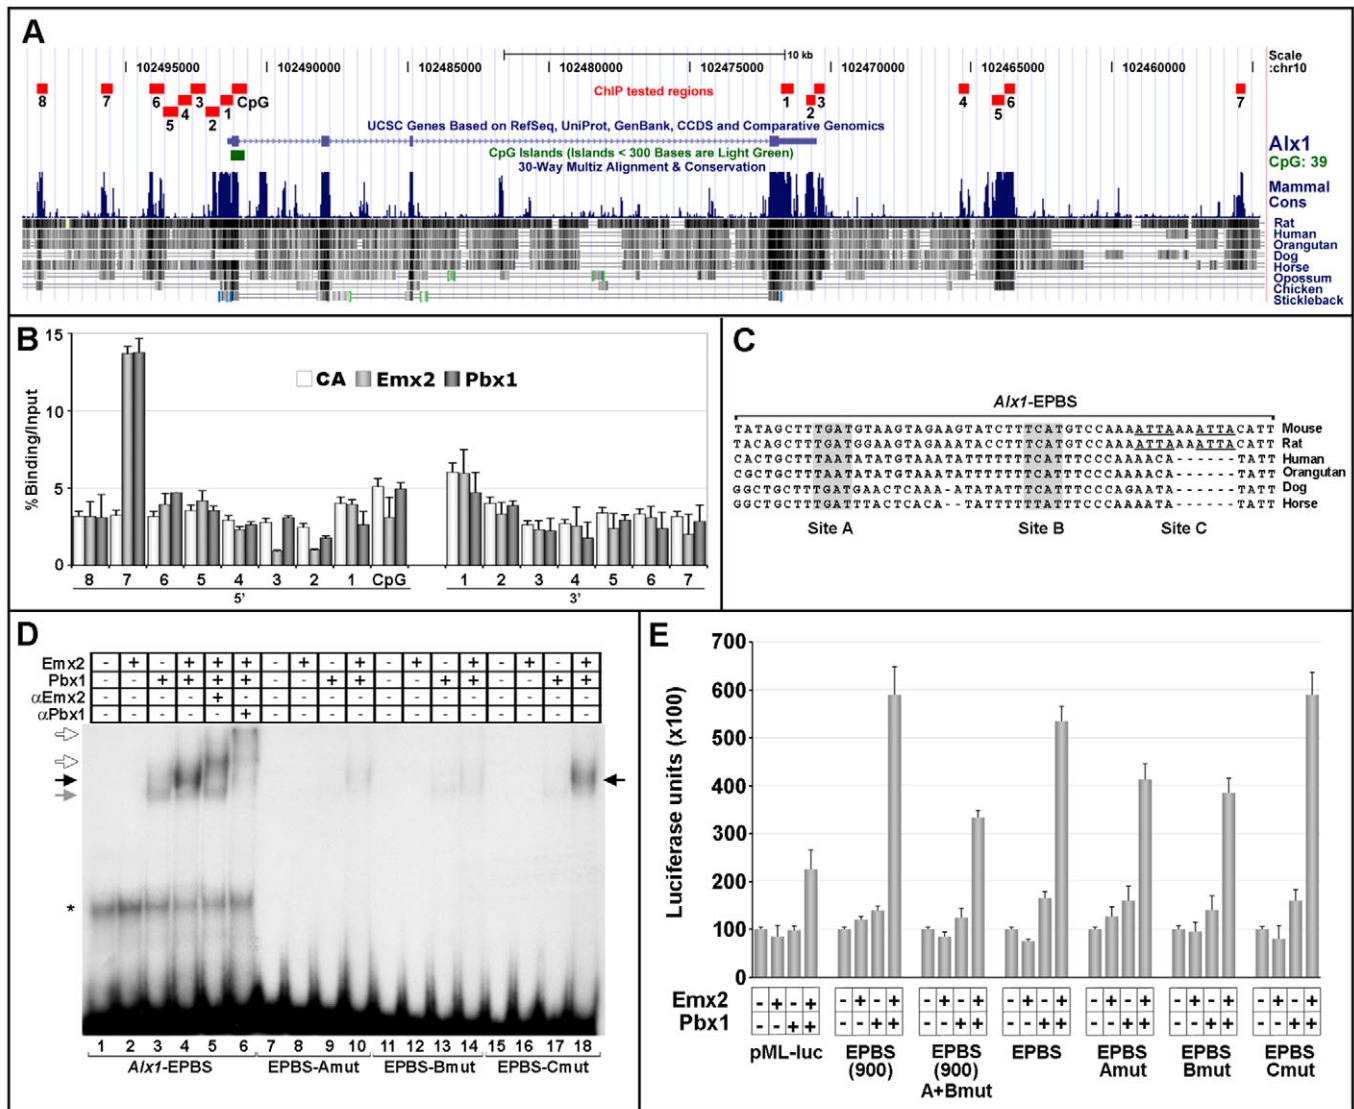 A
10 kb
Scale
:chr10
102495000
102490000
102485000
102480000
102475000
102470000
102465000
102460000
ChIP tested regions
8 7 6 5 4 3 2 1 CpG
1 2 3 4 5 6 7
UCSC Genes Based on RefSeq, UniProt, GenBank, CCDS and Comparative Genomics
Alx1
CpG Islands (Islands < 300 Bases are Light Green)
CpG: 39
30-Way Multiz Alignment & Conservation
Mammal
Cons
Rat
Human
Orangutan
Dog
Horse
Opossum
Chicken
Stickleback
B
% Binding/Input
15
10
5
0
CA Emx2 Pbx1
8 7 6 5 4 3 2 1 CpG
5'
1 2 3 4 5 6 7
3'
C
Alx1-EPBS
TATAGCTTTGATGTAAGTAGAAGTATCTTTCATGTCCAAAATTAAAATTACATT Mouse
TACAGCTTTGATGGAAGTAGAATACCTTTCATGTCCAAAATTAAAATTACATT Rat
CACTGCTTTAATATATGTAAATATTTTTTTCATTTCCCAAAACA------TATT Human
CGCTGCTTTGATATATGTAAATATTTTTTTCATTTCCCAAAACA------TATT Orangutan
GGCTGCTTTGATGAACTCAAA-ATATATTTCATTTCCCAGAATA------TATT Dog
GGCTGCTTTGATTTACTCACA-TATTTTTTTATTTCCCAAAATA------TATT Horse
Site A
Site B
Site C
D
Emx2 - + - + + + - + - + - + - + - + - +
Pbx1 - - + + + + - - + + - - + + - - + +
αEmx2 - - - - + - - - - - - - - - - - - -
αPbx1 - - - - - + - - - - - - - - - - - -
*
1 2 3 4 5 6 7 8 9 10 11 12 13 14 15 16 17 18
Alx1-EPBS
EPBS-Amut
EPBS-Bmut
EPBS-Cmut
E
Luciferase units (x100)
700
600
500
400
300
200
100
0
Emx2 - + - + - + - + - + - + - + - + - + - + - + - + - + - +
Pbx1 - - + + - - + + - - + + - - + + - - + + - - + + - - + +
pML-luc
EPBS
(900)
EPBS
(900)
A+Bmut
EPBS
EPBS
Amut
EPBS
Bmut
EPBS
Cmut